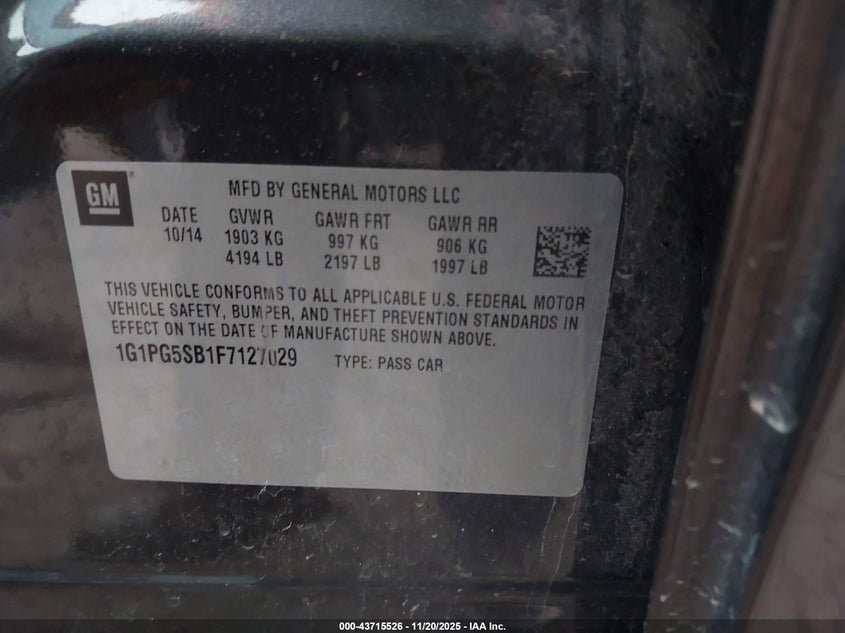 GM
MFD BY GENERAL MOTORS LLC
DATE GVWR GAWR FRT GAWR RR
10/14 1903 KG 997 KG 906 KG
4194 LB 2197 LB 1997 LB
THIS VEHICLE CONFORMS TO ALL APPLICABLE U.S. FEDERAL MOTOR
VEHICLE SAFETY, BUMPER, AND THEFT PREVENTION STANDARDS IN
EFFECT ON THE DATE OF MANUFACTURE SHOWN ABOVE.
1G1PG5SB1F7127029 TYPE: PASS CAR
000-43715526 - 11/20/2025 - IAA Inc.